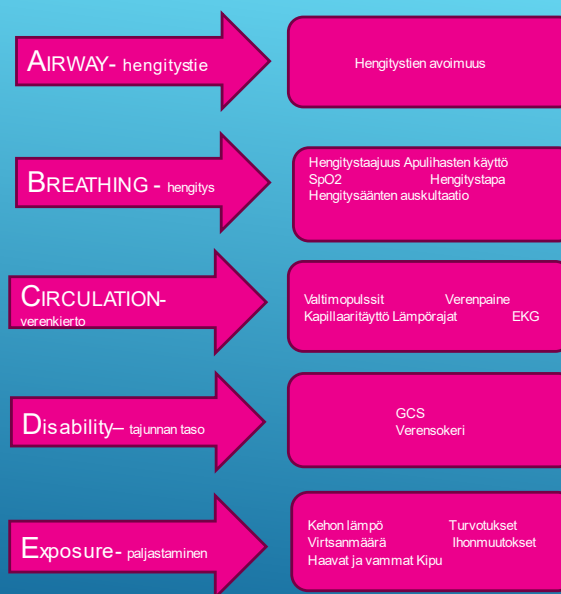 AIRWAY- hengitystie
Hengitystien avoimuus
BREATHING - hengitys
Hengitystaajuus Apulihasten käyttö
SpO2 Hengitystapa
Hengitysäänten auskultaatio
CIRCULATION-
verenkierto
Valtimopulssit Verenpaine
Kapillaaritäyttö Lämpörajat EKG
Disability– tajunnan taso
GCS
Verensokeri
Exposure- paljastaminen
Kehon lämpö Turvotukset
Virtsanmäärä Ihonmuutokset
Haavat ja vammat Kipu